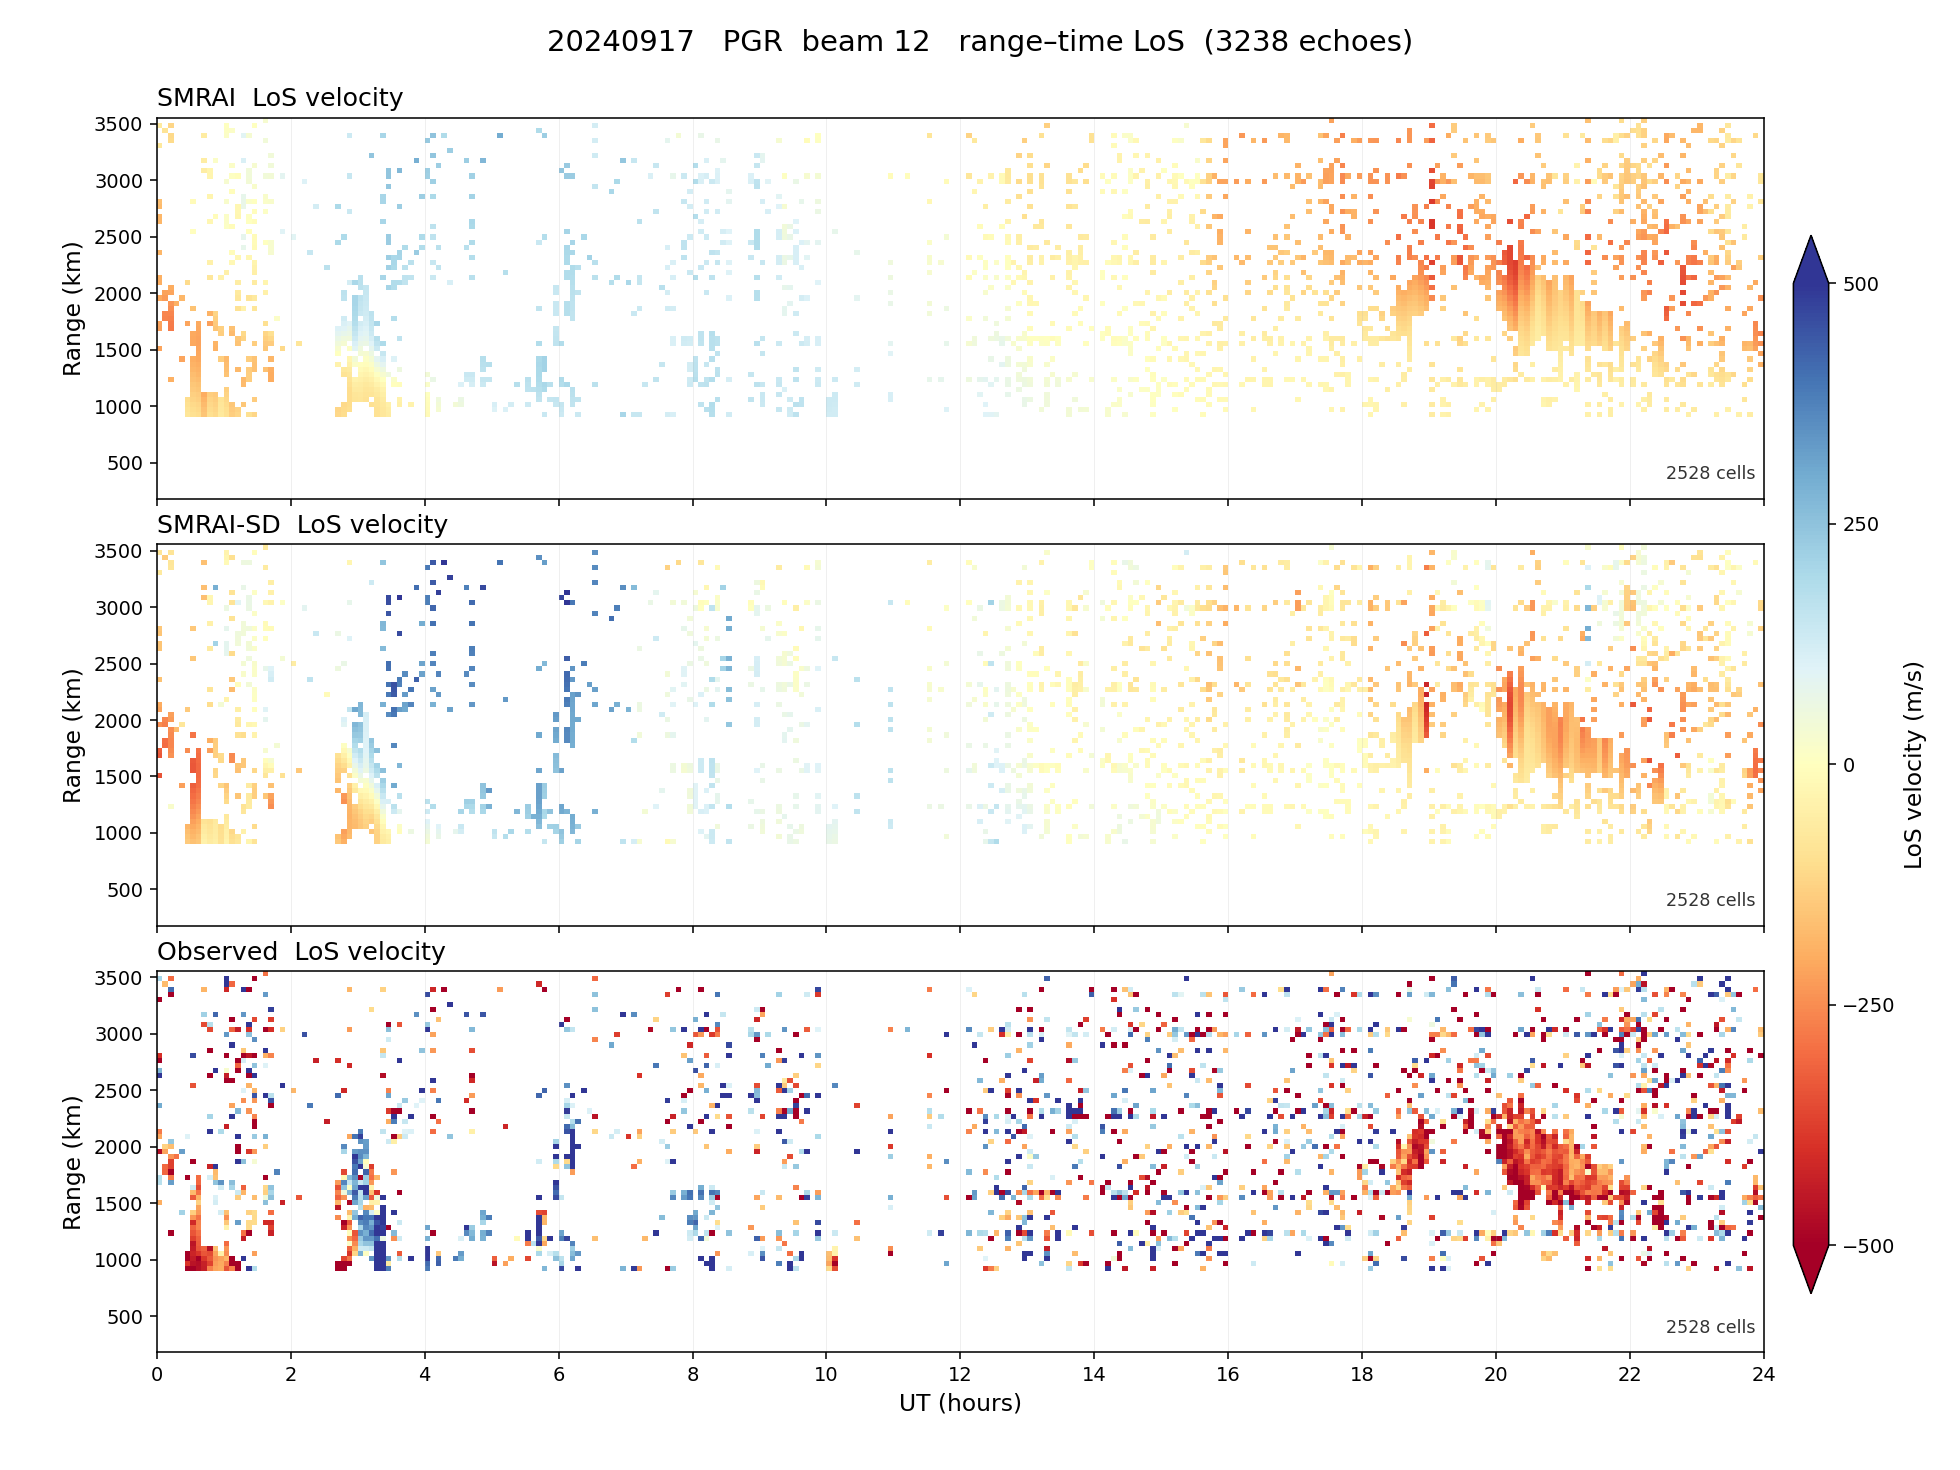 20240917   PGR  beam 12   range–time LoS  (3238 echoes)
SMRAI  LoS velocity
3500
3000
2500
2000
1500
1000
500
Range (km)
2528 cells
SMRAI-SD  LoS velocity
3500
3000
2500
2000
1500
1000
500
Range (km)
2528 cells
Observed  LoS velocity
3500
3000
2500
2000
1500
1000
500
Range (km)
2528 cells
0 2 4 6 8 10 12 14 16 18 20 22 24
UT (hours)
500
250
0
−250
−500
LoS velocity (m/s)